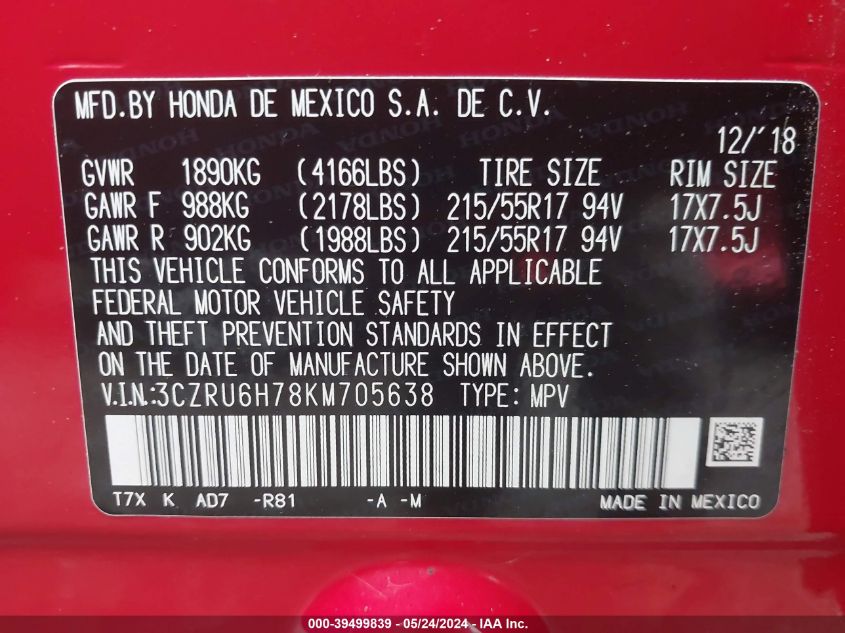 MFD.BY HONDA DE MEXICO S.A. DE C.V.
12/'18
GVWR 1890KG (4166LBS) TIRE SIZE RIM SIZE
GAWR F 988KG (2178LBS) 215/55R17 94V 17X7.5J
GAWR R 902KG (1988LBS) 215/55R17 94V 17X7.5J
THIS VEHICLE CONFORMS TO ALL APPLICABLE
FEDERAL MOTOR VEHICLE SAFETY
AND THEFT PREVENTION STANDARDS IN EFFECT
ON THE DATE OF MANUFACTURE SHOWN ABOVE.
V.I.N.:3CZRU6H78KM705638 TYPE: MPV
T7X K AD7 -R81 -A -M MADE IN MEXICO
000-39499839 - 05/24/2024 - IAA Inc.